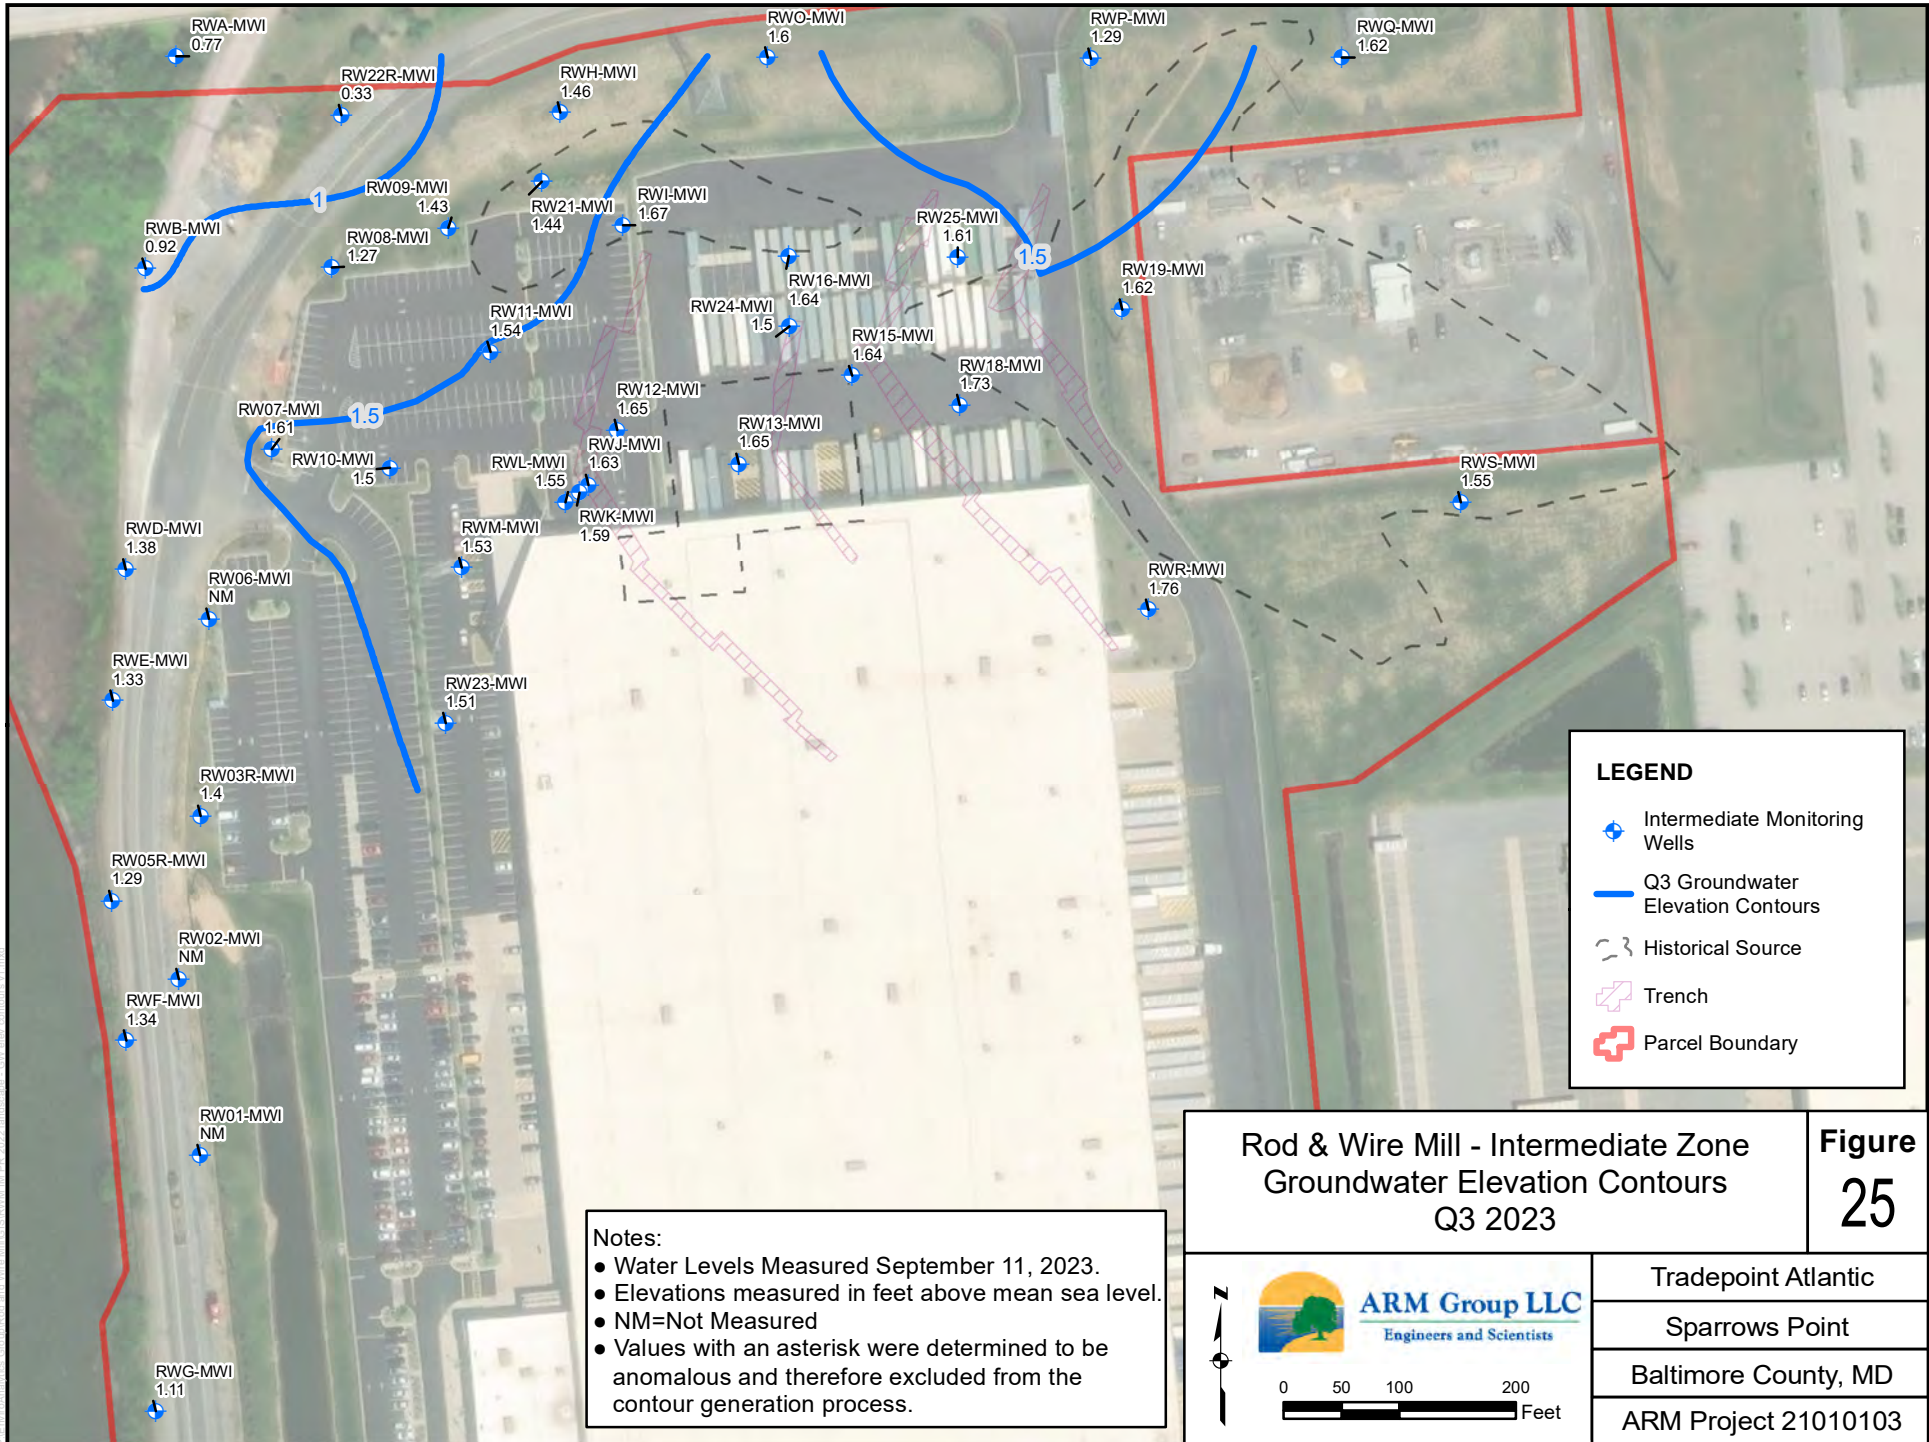 RWA-MWI
0.77
RWO-MWI
1.6
RWP-MWI
1.29
RWQ-MWI
1.62
RW22R-MWI
0.33
RWH-MWI
1.46
RW09-MWI
1.43
RW21-MWI
1.44
RWI-MWI
1.67
1
RWB-MWI
0.92
RW08-MWI
1.27
RW25-MWI
1.61
1.5
RW16-MWI
1.64
RW19-MWI
1.62
RW24-MWI
1.5
RW11-MWI
1.54
RW15-MWI
1.64
RW18-MWI
1.73
RW12-MWI
1.65
RW07-MWI
1.61
1.5
RW13-MWI
1.65
RWJ-MWI
1.63
RW10-MWI
1.5
RWL-MWI
1.55
RWK-MWI
1.59
RWS-MWI
1.55
RWD-MWI
1.38
RWM-MWI
1.53
RW06-MWI
NM
RWR-MWI
1.76
RWE-MWI
1.33
RW23-MWI
1.51
RW03R-MWI
1.4
RW05R-MWI
1.29
RW02-MWI
NM
RWF-MWI
1.34
RW01-MWI
NM
RWG-MWI
1.11
LEGEND
Intermediate Monitoring
Wells
Q3 Groundwater
Elevation Contours
Historical Source
Trench
Parcel Boundary
Notes:
● Water Levels Measured September 11, 2023.
● Elevations measured in feet above mean sea level.
● NM=Not Measured
● Values with an asterisk were determined to be
anomalous and therefore excluded from the
contour generation process.
Rod & Wire Mill - Intermediate Zone
Groundwater Elevation Contours
Q3 2023
Figure
25
Z
ARM Group LLC
Engineers and Scientists
0 50 100 200
Feet
Tradepoint Atlantic
Sparrows Point
Baltimore County, MD
ARM Project 21010103